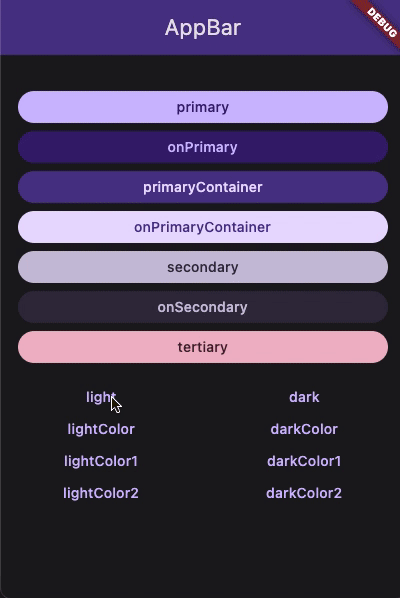 AppBar
DEBUG
primary
onPrimary
primaryContainer
onPrimaryContainer
secondary
onSecondary
tertiary
light dark
lightColor darkColor
lightColor1 darkColor1
lightColor2 darkColor2